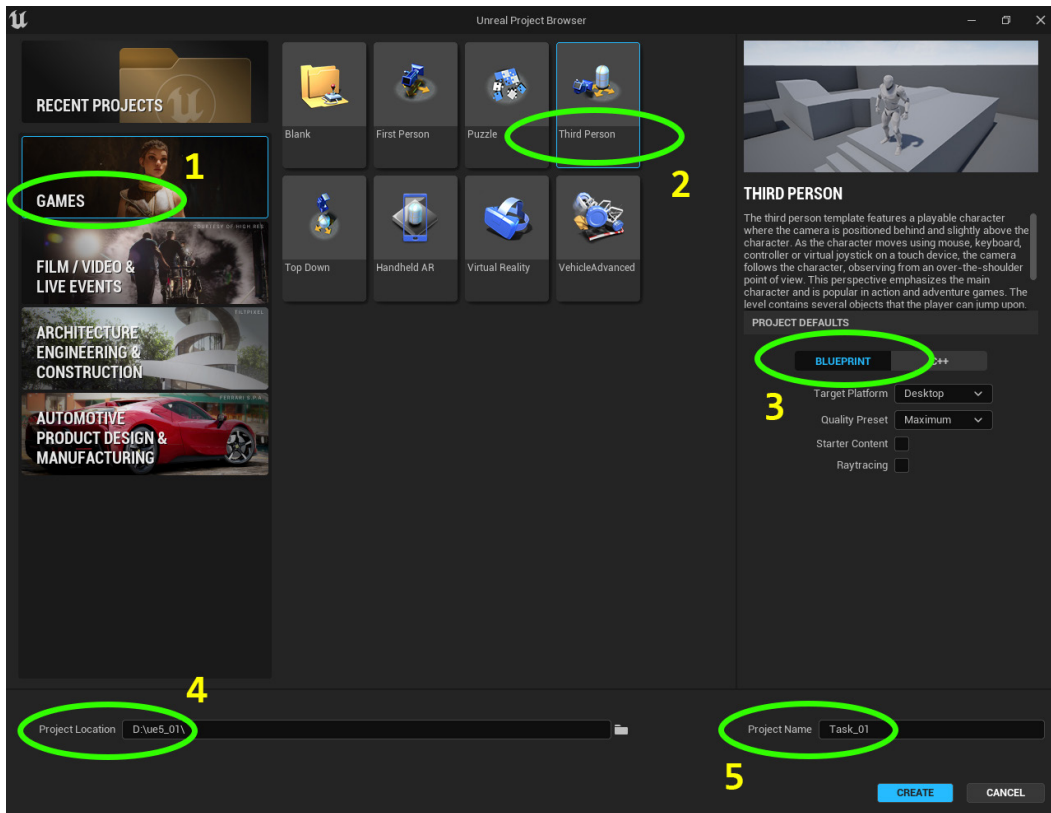 Unreal Project Browser
RECENT PROJECTS
1
GAMES
COURTESY OF HIGH RES
FILM / VIDEO &
LIVE EVENTS
TILTPIXEL
ARCHITECTURE
ENGINEERING &
CONSTRUCTION
FERRARI S.P.A.
AUTOMOTIVE
PRODUCT DESIGN &
MANUFACTURING
Blank
First Person
Puzzle
Third Person
2
Top Down
Handheld AR
Virtual Reality
VehicleAdvanced
THIRD PERSON
The third person template features a playable character
where the camera is positioned behind and slightly above the
character. As the character moves using mouse, keyboard,
controller or virtual joystick on a touch device, the camera
follows the character, observing from an over-the-shoulder
point of view. This perspective emphasizes the main
character and is popular in action and adventure games. The
level contains several objects that the player can jump upon.
PROJECT DEFAULTS
BLUEPRINT
C++
3
Target Platform Desktop
Quality Preset Maximum
Starter Content
Raytracing
4
Project Location D:\ue5_01\
Project Name Task_01
5
CREATE CANCEL